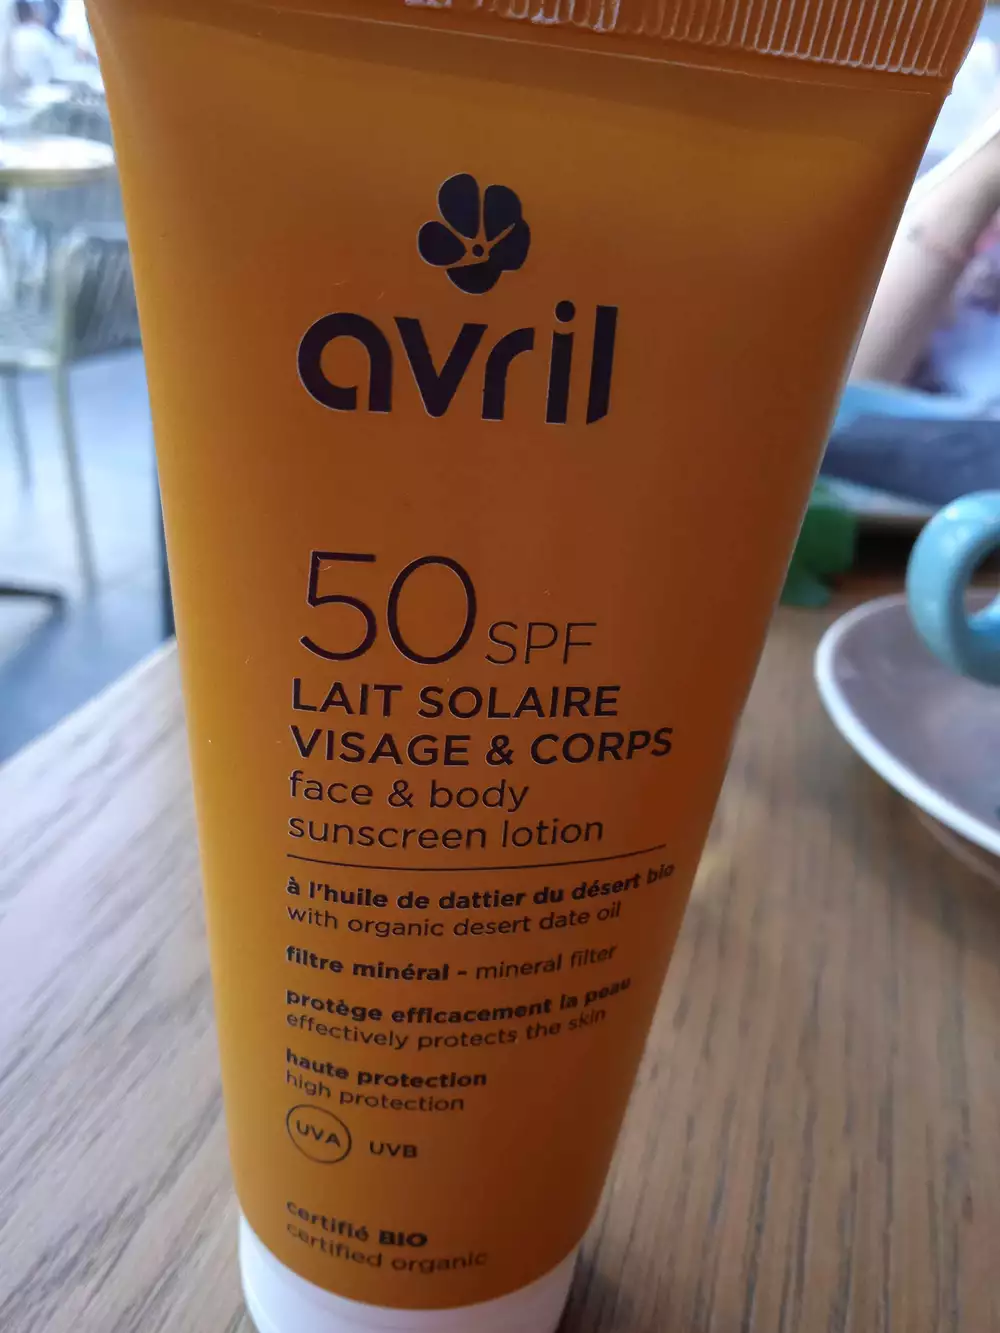 avril
50 SPF
LAIT SOLAIRE
VISAGE & CORPS
face & body
sunscreen lotion
à l'huile de dattier du désert bio
with organic desert date oil
filtre minéral - mineral filter
protège efficacement la peau
effectively protects the skin
haute protection
high protection
UVA UVB
certifié BIO
certified organic